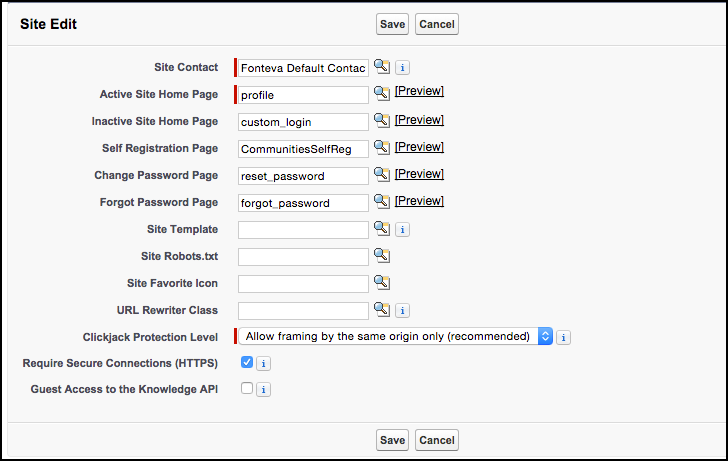 Site Edit Save Cancel
Site Contact Fonteva Default Contac i
Active Site Home Page profile [Preview]
Inactive Site Home Page custom_login [Preview]
Self Registration Page CommunitiesSelfReg [Preview]
Change Password Page reset_password [Preview]
Forgot Password Page forgot_password [Preview]
Site Template i
Site Robots.txt
Site Favorite Icon
URL Rewriter Class i
Clickjack Protection Level Allow framing by the same origin only (recommended) i
Require Secure Connections (HTTPS) i
Guest Access to the Knowledge API i
Save Cancel